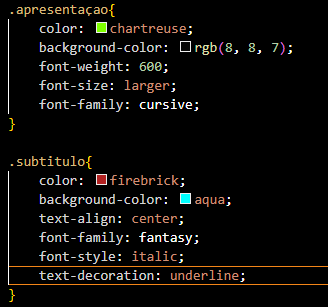 .apresentaçao{
color: chartreuse;
background-color: rgb(8, 8, 7);
font-weight: 600;
font-size: larger;
font-family: cursive;
}
.subtitulo{
color: firebrick;
background-color: aqua;
text-align: center;
font-family: fantasy;
font-style: italic;
text-decoration: underline;
}